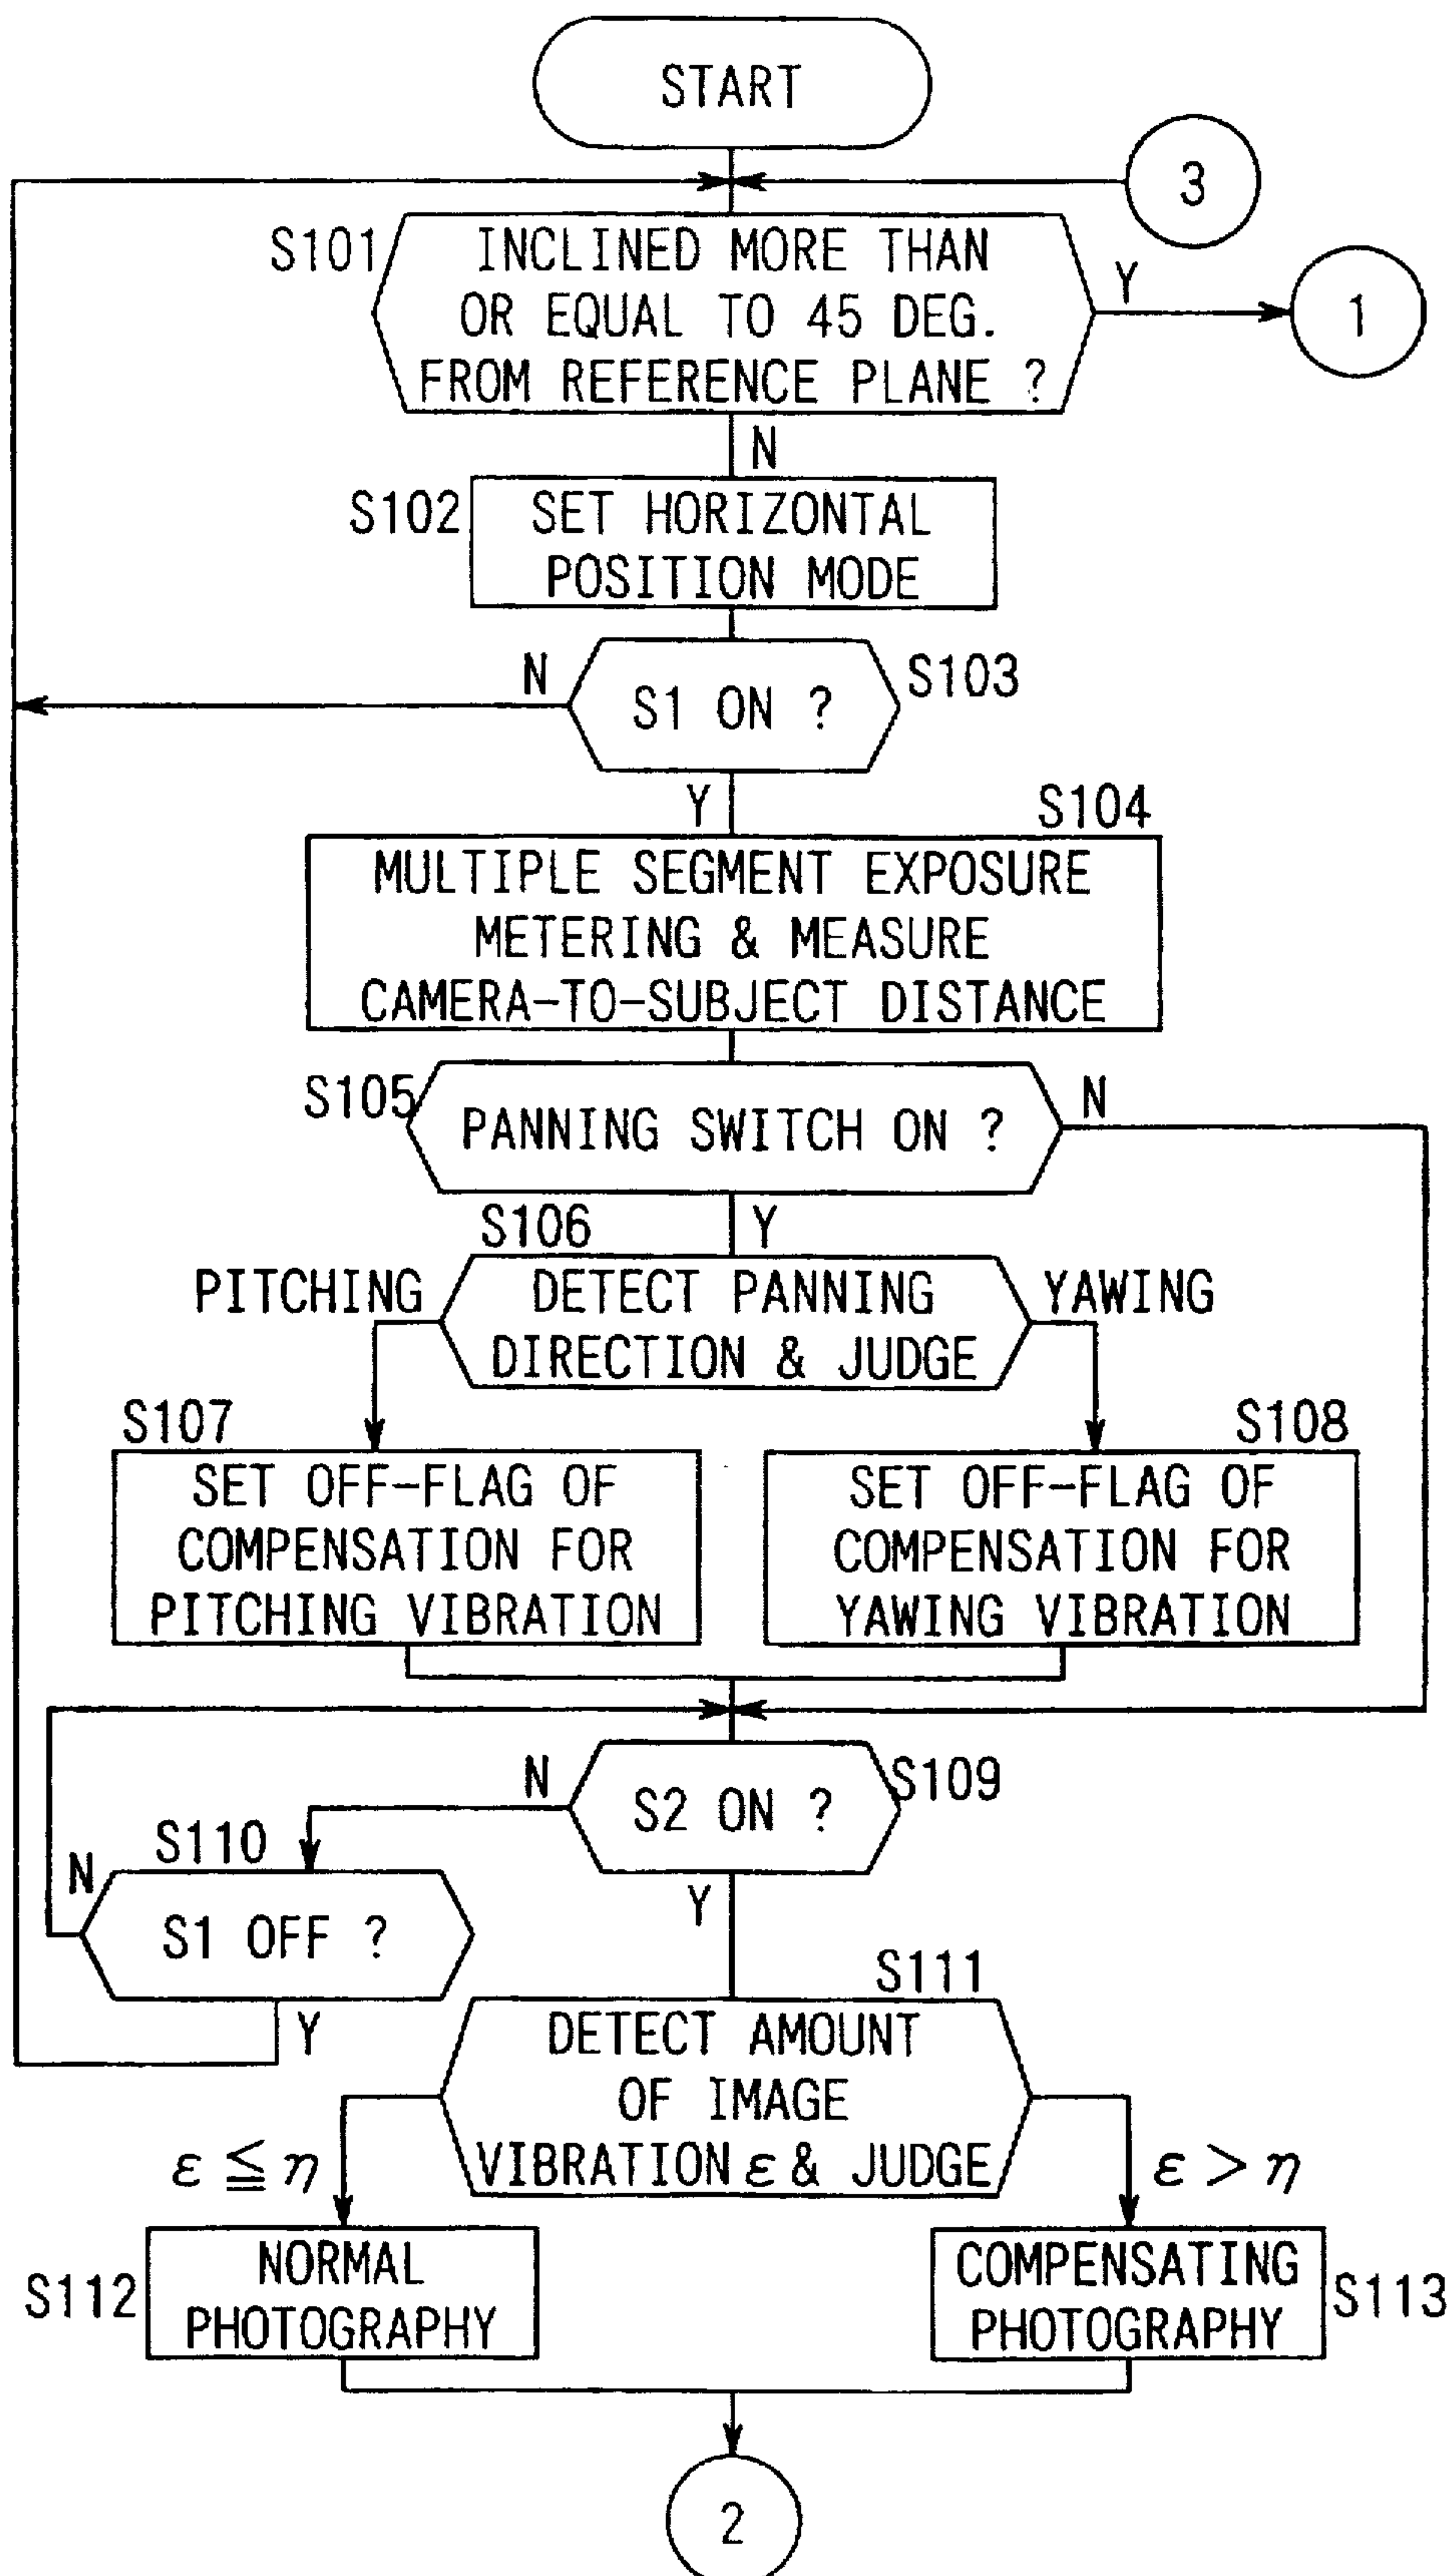 START
3
S101
INCLINED MORE THAN
OR EQUAL TO 45 DEG.
FROM REFERENCE PLANE ?
Y
1
N
S102
SET HORIZONTAL
POSITION MODE
N
S1 ON ?
S103
Y
S104
MULTIPLE SEGMENT EXPOSURE
METERING & MEASURE
CAMERA-TO-SUBJECT DISTANCE
S105
PANNING SWITCH ON ?
N
S106
Y
PITCHING
DETECT PANNING
DIRECTION & JUDGE
YAWING
S107
SET OFF-FLAG OF
COMPENSATION FOR
PITCHING VIBRATION
S108
SET OFF-FLAG OF
COMPENSATION FOR
YAWING VIBRATION
N
S2 ON ?
S109
S110
N
S1 OFF ?
Y
Y
S111
DETECT AMOUNT
OF IMAGE
VIBRATION ε & JUDGE
ε ≦ η
ε > η
S112
NORMAL
PHOTOGRAPHY
COMPENSATING
PHOTOGRAPHY
S113
2